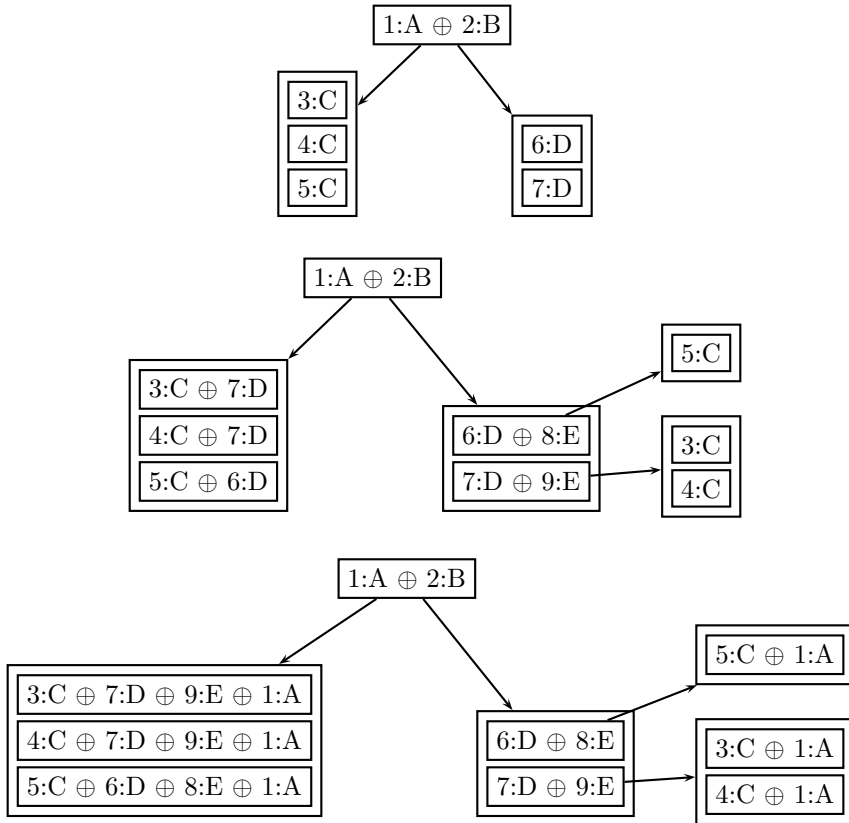 1:A ⊕ 2:B
3:C
4:C
5:C
6:D
7:D
1:A ⊕ 2:B
3:C ⊕ 7:D
4:C ⊕ 7:D
5:C ⊕ 6:D
6:D ⊕ 8:E
7:D ⊕ 9:E
5:C
3:C
4:C
1:A ⊕ 2:B
3:C ⊕ 7:D ⊕ 9:E ⊕ 1:A
4:C ⊕ 7:D ⊕ 9:E ⊕ 1:A
5:C ⊕ 6:D ⊕ 8:E ⊕ 1:A
6:D ⊕ 8:E
7:D ⊕ 9:E
5:C ⊕ 1:A
3:C ⊕ 1:A
4:C ⊕ 1:A